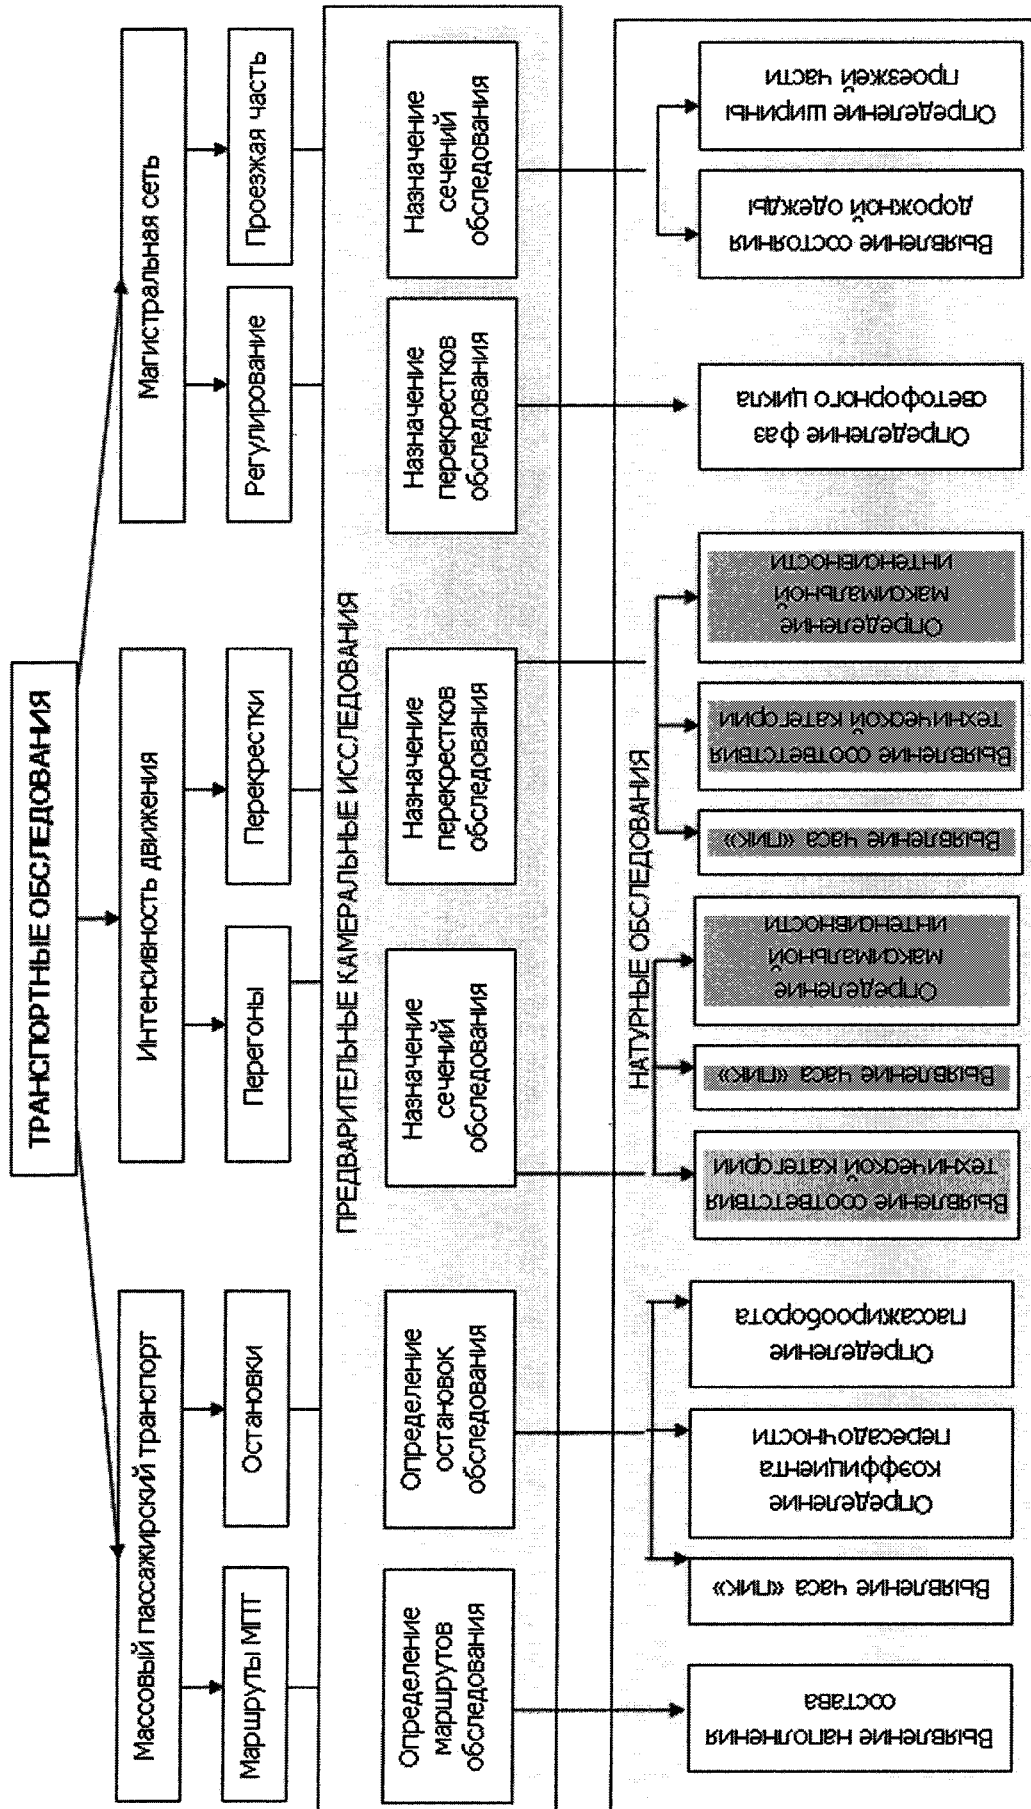 ТРАНСПОРТНЫЕ ОБСЛЕДОВАНИЯ
Массовый пассажирский транспорт
Интенсивность движения
Магистральная сеть
Маршруты МПТ
Остановки
Перегоны
Перекрестки
Регулирование
Проезжая часть
ПРЕДВАРИТЕЛЬНЫЕ КАМЕРАЛЬНЫЕ ИССЛЕДОВАНИЯ
Определение
маршрутов
обследования
Определение
остановок
обследования
Назначение
сечений
обследования
Назначение
перекрестков
обследования
Назначение
перекрестков
обследования
Назначение
сечений
обследования
НАТУРНЫЕ ОБСЛЕДОВАНИЯ
Выявление наполнения
состава
Выявление часа «пик»
Определение
коэффициента
пересадочности
Определение
пассажирооборота
Выявление соответствия
технической категории
Выявление часа «пик»
Определение
максимальной
интенсивности
Выявление часа «пик»
Выявление соответствия
технической категории
Определение
максимальной
интенсивности
Определение фаз
светофорного цикла
Выявление состояния
дорожной одежды
Определение ширины
проезжей части